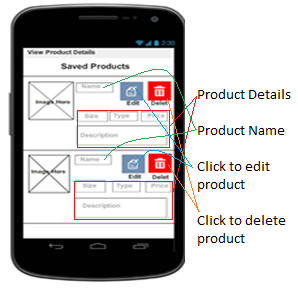 2:30
View Product Details
Saved Products
Name
Image Here
Edit
Delet
Size Type Price
Description
Name
Image Here
Edit
Delet
Size Type Price
Description
Product Details
Product Name
Click to edit
product
Click to delete
product